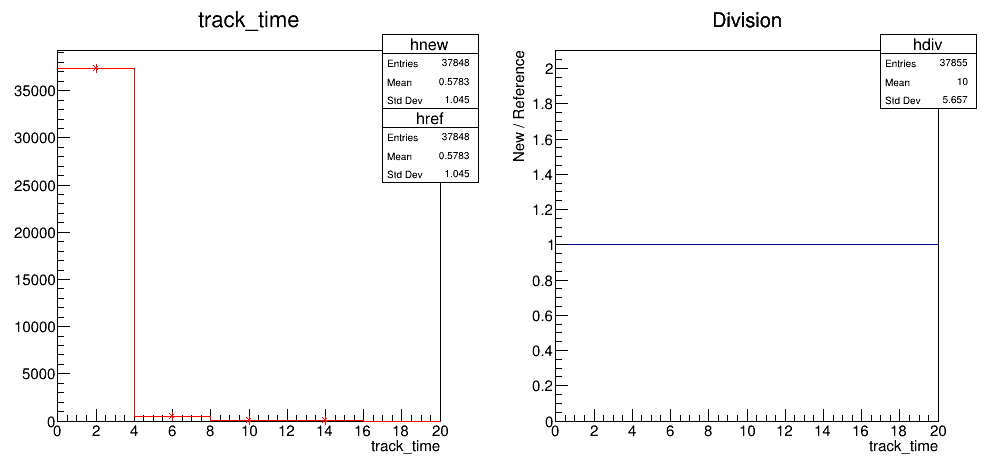 track_time
hnew
Entries 37848
Mean 0.5783
Std Dev 1.045
href
Entries 37848
Mean 0.5783
Std Dev 1.045
35000
30000
25000
20000
15000
10000
5000
0
0 2 4 6 8 10 12 14 16 18 20
track_time
Division
hdiv
Entries 37855
Mean 10
Std Dev 5.657
New / Reference
2
1.8
1.6
1.4
1.2
1
0.8
0.6
0.4
0.2
0
0 2 4 6 8 10 12 14 16 18 20
track_time